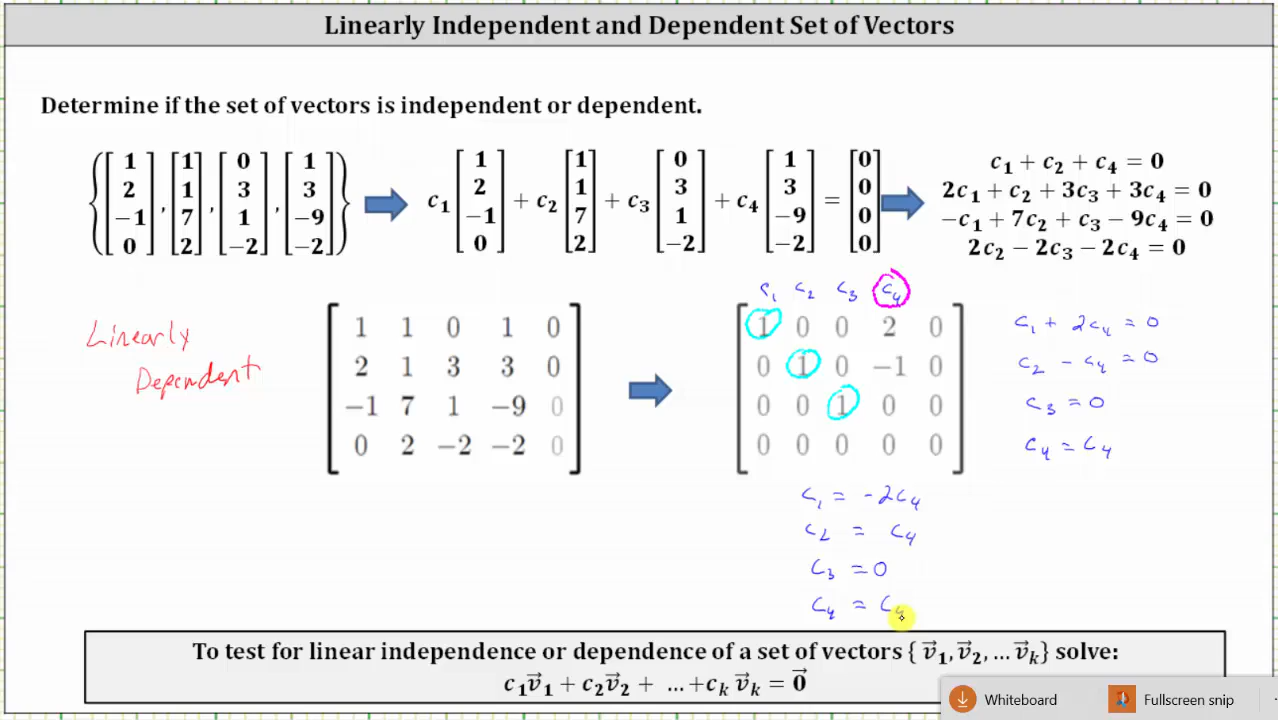 Linearly Independent and Dependent Set of Vectors
Determine if the set of vectors is independent or dependent.
{[1 2 −1 0], [1 1 7 2], [0 3 1 −2], [1 3 −9 −2]} c₁[1 2 −1 0] + c₂[1 1 7 2] + c₃[0 3 1 −2] + c₄[1 3 −9 −2] = [0 0 0 0]
c₁ + c₂ + c₄ = 0
2c₁ + c₂ + 3c₃ + 3c₄ = 0
−c₁ + 7c₂ + c₃ − 9c₄ = 0
2c₂ − 2c₃ − 2c₄ = 0
Linearly
Dependent
1 1 0 1 0
2 1 3 3 0
−1 7 1 −9 0
0 2 −2 −2 0
c₁ c₂ c₃ c₄
1 0 0 2 0
0 1 0 −1 0
0 0 1 0 0
0 0 0 0 0
c₁ + 2c₄ = 0
c₂ − c₄ = 0
c₃ = 0
c₄ = c₄
c₁ = -2c₄
c₂ = c₄
c₃ = 0
c₄ = c₄
To test for linear independence or dependence of a set of vectors { v⃗₁, v⃗₂, … v⃗ₖ} solve:
c₁v⃗₁ + c₂v⃗₂ + …+cₖ v⃗ₖ = 0⃗
Whiteboard
Fullscreen snip